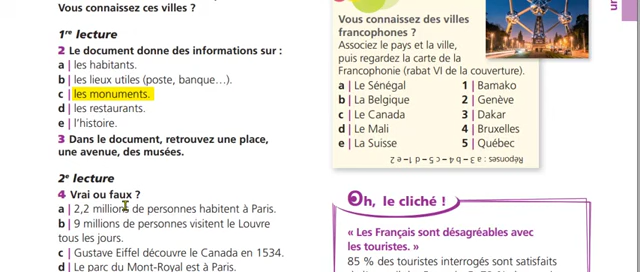 Vous connaissez ces villes ?
1re lecture
2 Le document donne des informations sur :
a | les habitants.
b | les lieux utiles (poste, banque…).
c | les monuments.
d | les restaurants.
e | l'histoire.
3 Dans le document, retrouvez une place,
une avenue, des musées.
2e lecture
4 Vrai ou faux ?
a | 2,2 millions de personnes habitent à Paris.
b | 9 millions de personnes visitent le Louvre
tous les jours.
c | Gustave Eiffel découvre le Canada en 1534.
d | Le parc du Mont-Royal est à Paris.
Vous connaissez des villes
francophones ?
Associez le pays et la ville,
puis regardez la carte de la
Francophonie (rabat VI de la couverture).
a | Le Sénégal 1 | Bamako
b | La Belgique 2 | Genève
c | Le Canada 3 | Dakar
d | Le Mali 4 | Bruxelles
e | La Suisse 5 | Québec
Réponses : a 3 – b 4 – c 5 – d 1 – e 2
Oh, le cliché !
« Les Français sont désagréables avec
les touristes. »
85 % des touristes interrogés sont satisfaits
un